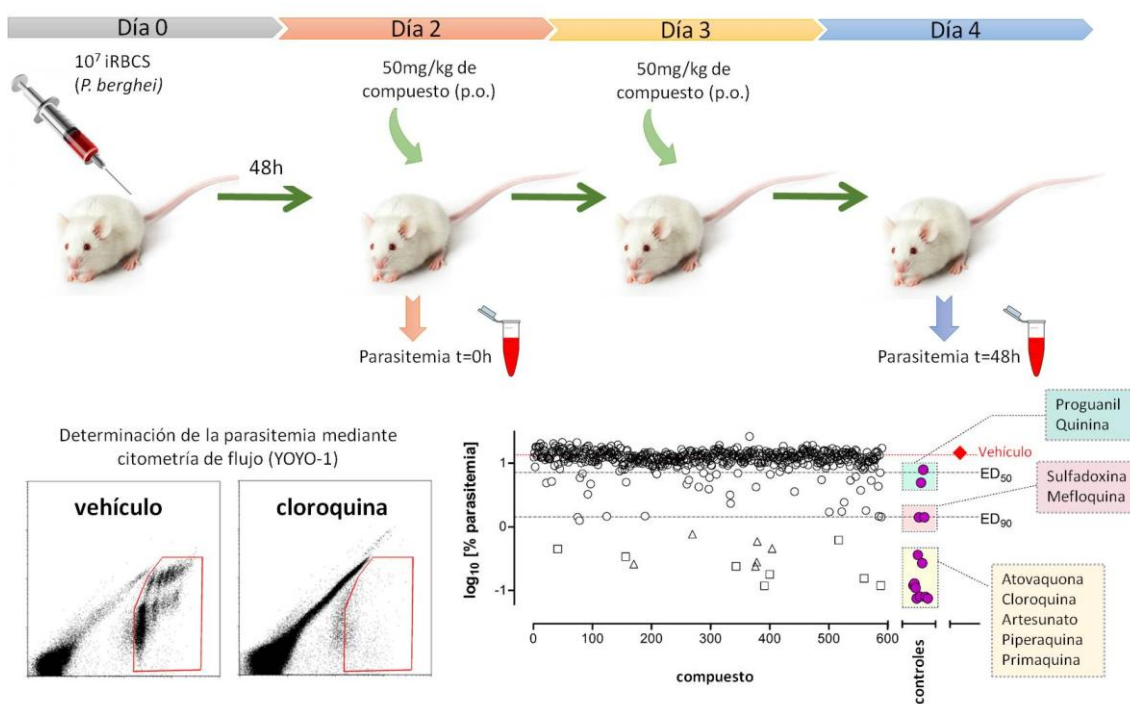 Día 0
Día 2
Día 3
Día 4
10⁷ iRBCS
(P. berghei)
48h
50mg/kg de
compuesto (p.o.)
50mg/kg de
compuesto (p.o.)
Parasitemia t=0h
Parasitemia t=48h
Determinación de la parasitemia mediante
citometría de flujo (YOYO-1)
vehículo
cloroquina
log₁₀ [% parasitemia]
1
0
-1
0
100
200
300
400
500
600
compuesto
controles
Vehículo
ED₅₀
ED₉₀
Proguanil
Quinina
Sulfadoxina
Mefloquina
Atovaquona
Cloroquina
Artesunato
Piperaquina
Primaquina